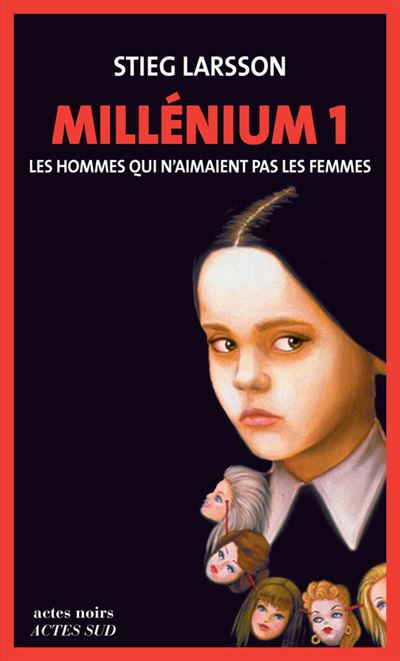 STIEG LARSSON
MILLÉNIUM 1
LES HOMMES QUI N'AIMAIENT PAS LES FEMMES
actes noirs
ACTES SUD